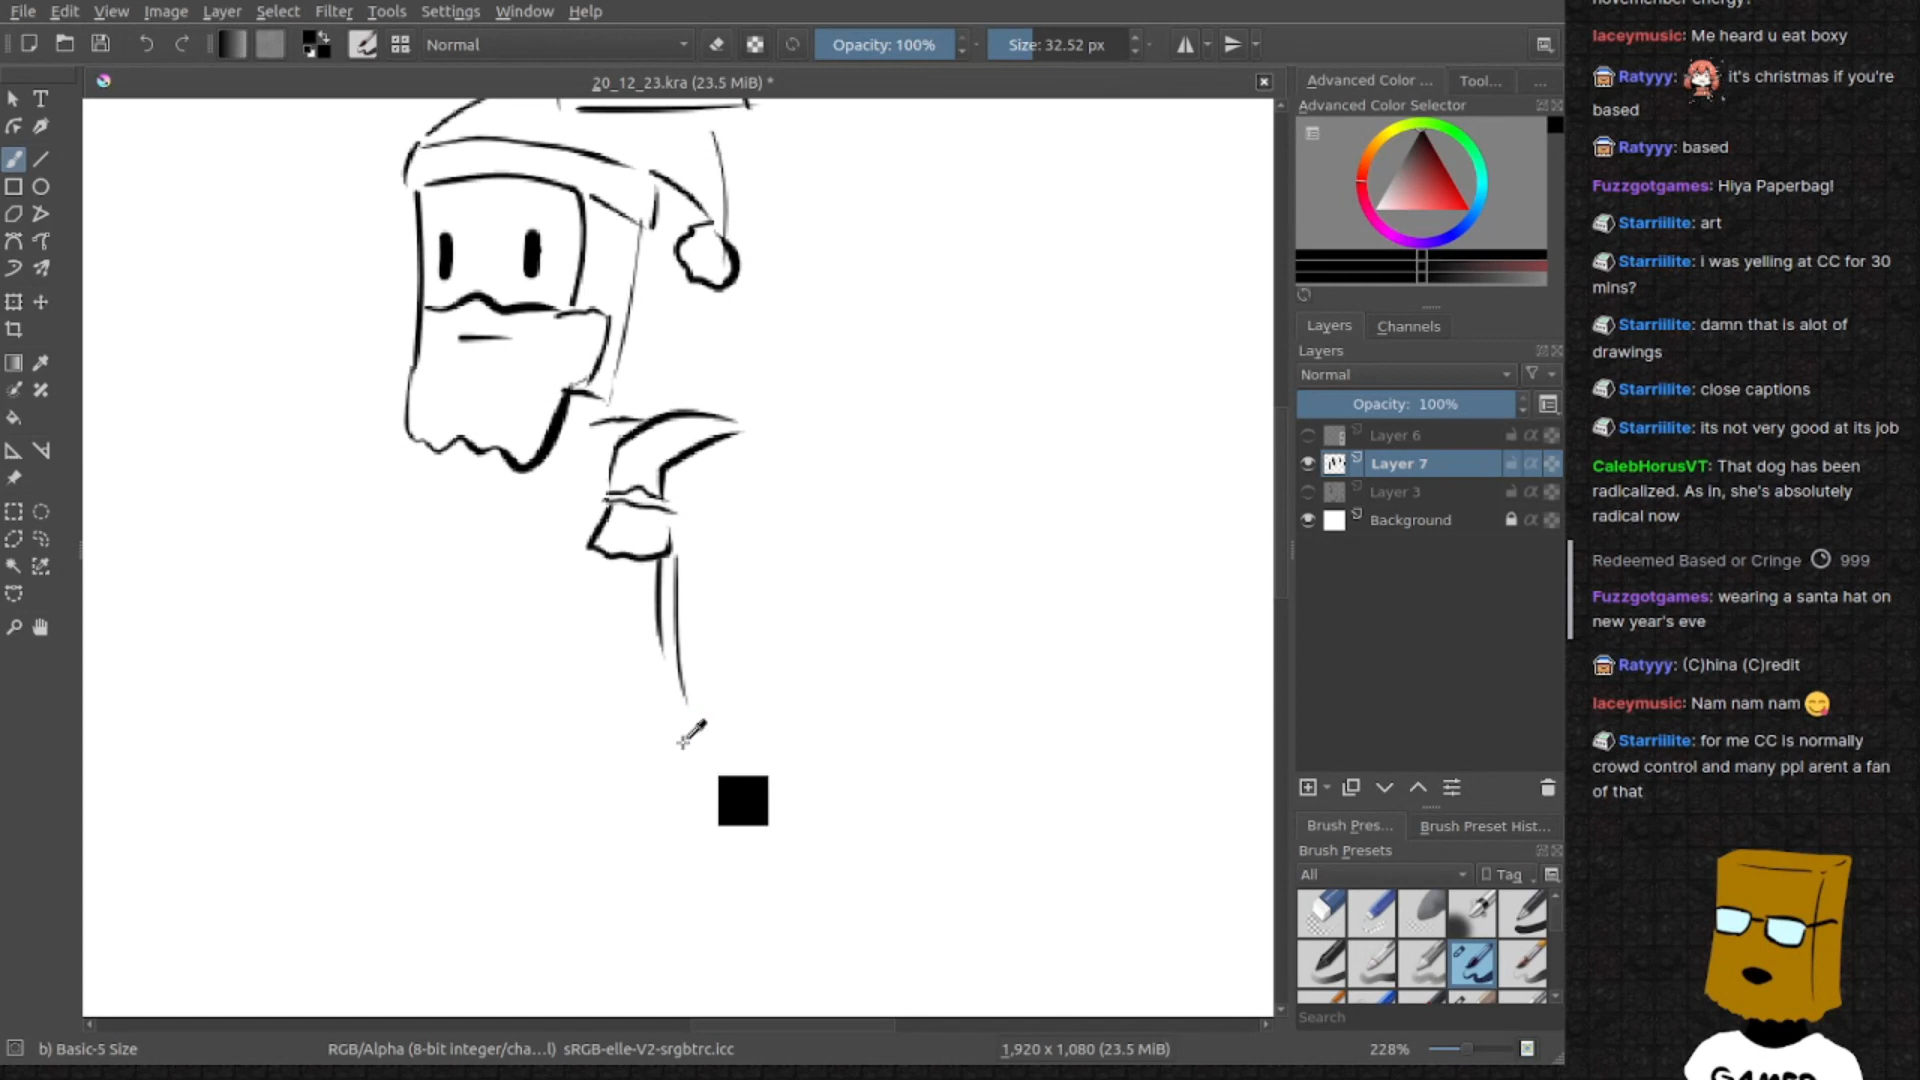 File Edit View Image Layer Select Filter Tools Settings Window Help
Normal
Opacity: 100%
Size: 32.52 px
20_12_23.kra (23.5 MiB) *
Advanced Color ...
Tool...
...
Advanced Color Selector
Layers
Channels
Layers
Normal
Opacity: 100%
Layer 6
Layer 7
Layer 3
Background
Brush Pres...
Brush Preset Hist...
Brush Presets
All
Tag
Search
b) Basic-5 Size
RGB/Alpha (8-bit integer/cha...l) sRGB-elle-V2-srgbtrc.icc
1,920 x 1,080 (23.5 MiB)
228%
laceymusic: Me heard u eat boxy
Ratyyy: it's christmas if you're
based
Ratyyy: based
Fuzzgotgames: Hiya Paperbag!
Starriilite: art
Starriilite: i was yelling at CC for 30
mins?
Starriilite: damn that is alot of
drawings
Starriilite: close captions
Starriilite: its not very good at its job
CalebHorusVT: That dog has been
radicalized. As in, she's absolutely
radical now
Redeemed Based or Cringe 999
Fuzzgotgames: wearing a santa hat on
new year's eve
Ratyyy: (C)hina (C)redit
laceymusic: Nam nam nam
Starriilite: for me CC is normally
crowd control and many ppl arent a fan
of that